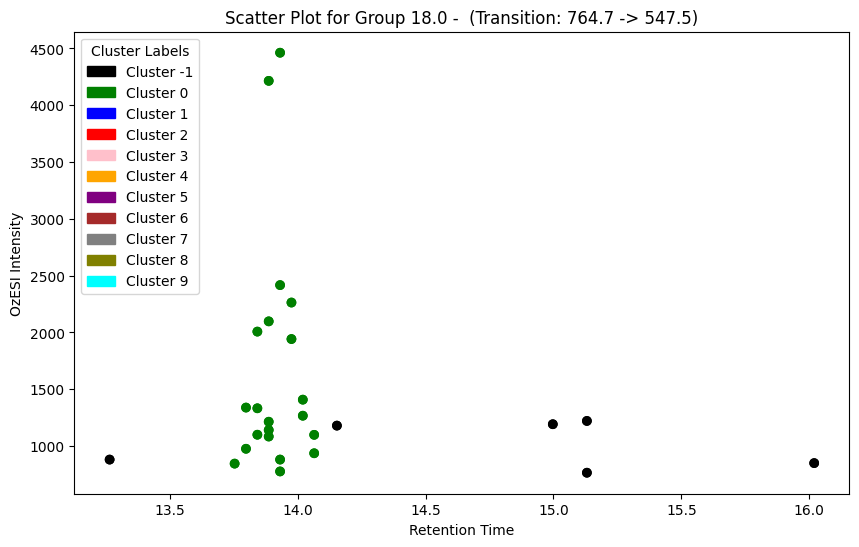 Scatter Plot for Group 18.0 -  (Transition: 764.7 -> 547.5)
Cluster Labels
Cluster -1
Cluster 0
Cluster 1
Cluster 2
Cluster 3
Cluster 4
Cluster 5
Cluster 6
Cluster 7
Cluster 8
Cluster 9
OzESI Intensity
4500
4000
3500
3000
2500
2000
1500
1000
13.5 14.0 14.5 15.0 15.5 16.0
Retention Time